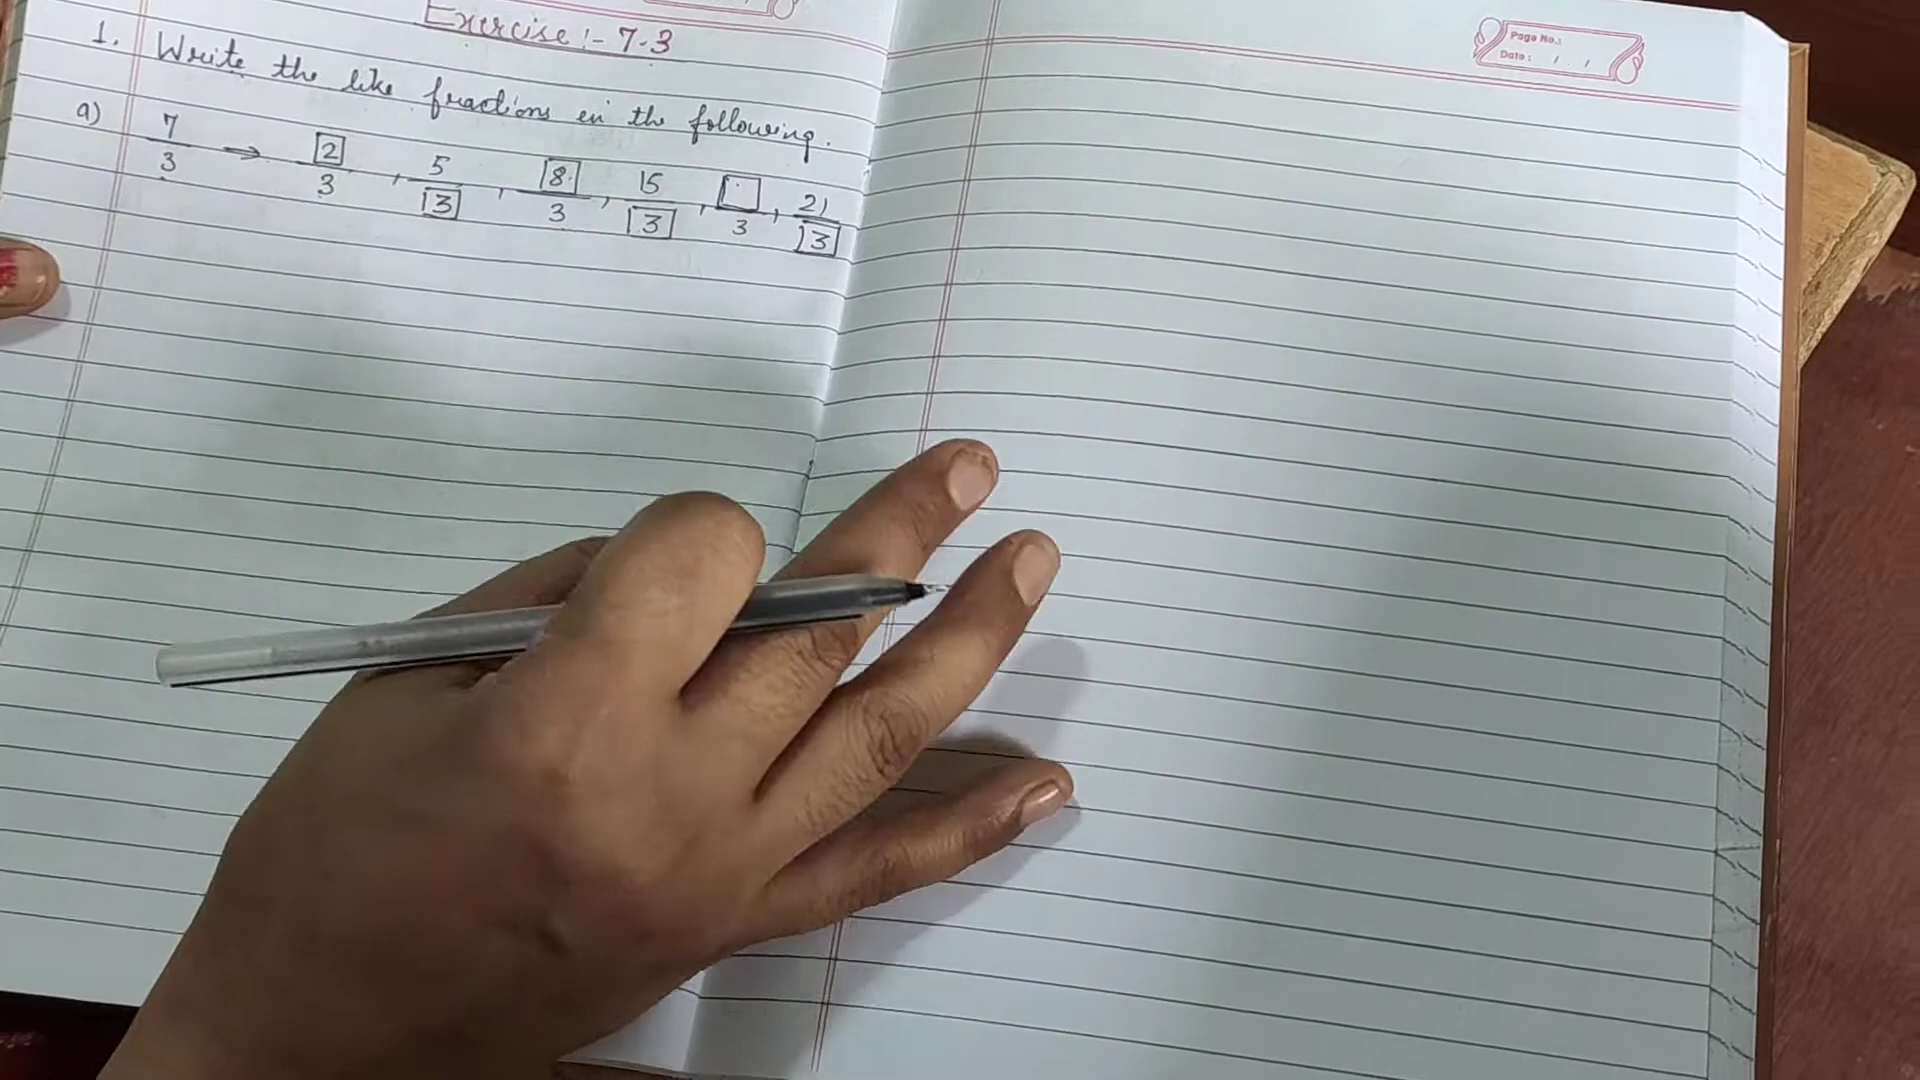 Exercise :- 7.3
1. Write the like fractions in the following.
a) 7/3 → 2/3, 5/3, 8/3, 15/3, □/3, 21/3
Page No.:
Date: / /